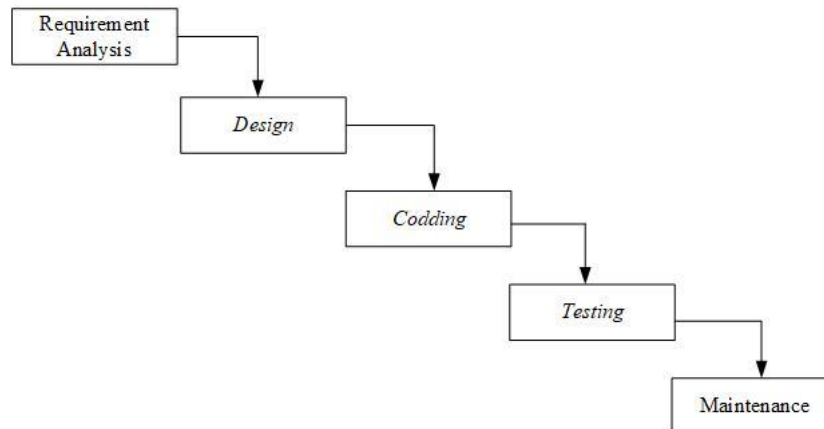 Requirement
Analysis
Design
Codding
Testing
Maintenance